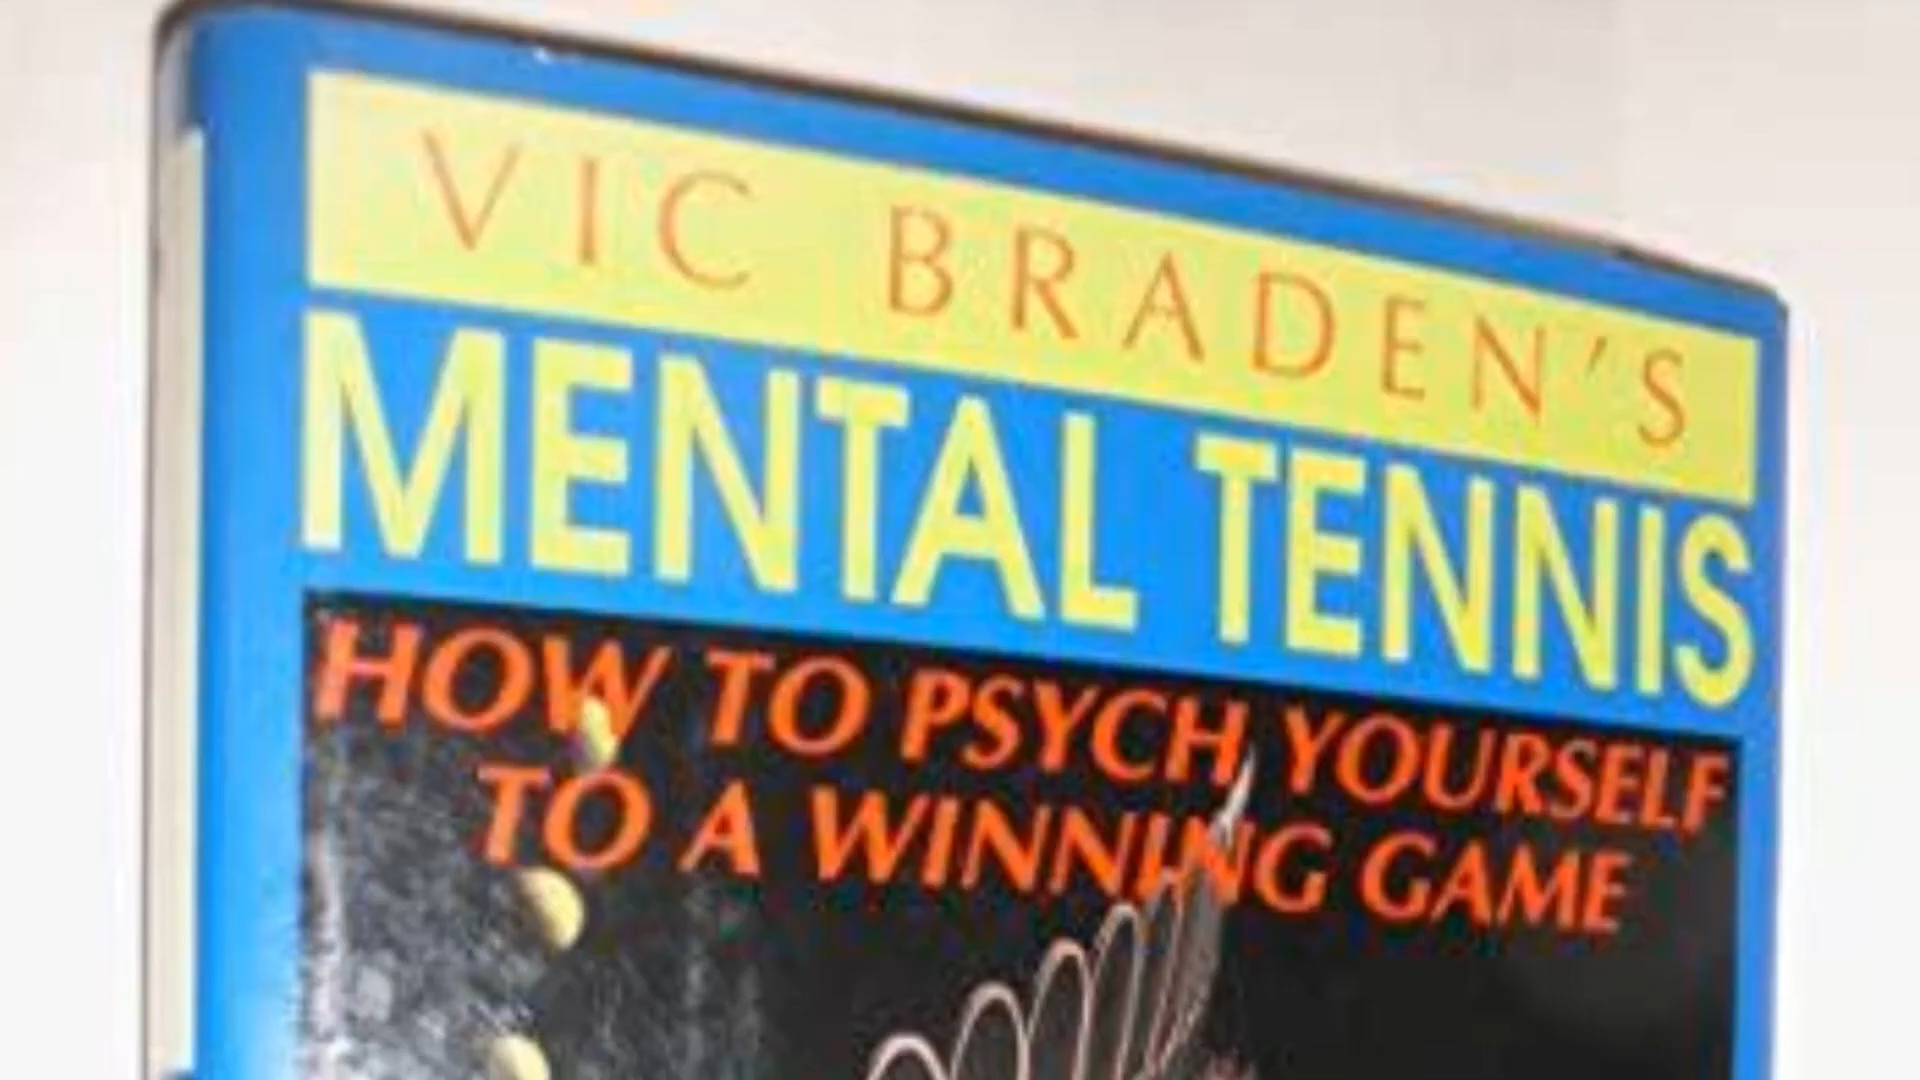 VIC BRADEN'S
MENTAL TENNIS
HOW TO PSYCH YOURSELF
TO A WINNING GAME